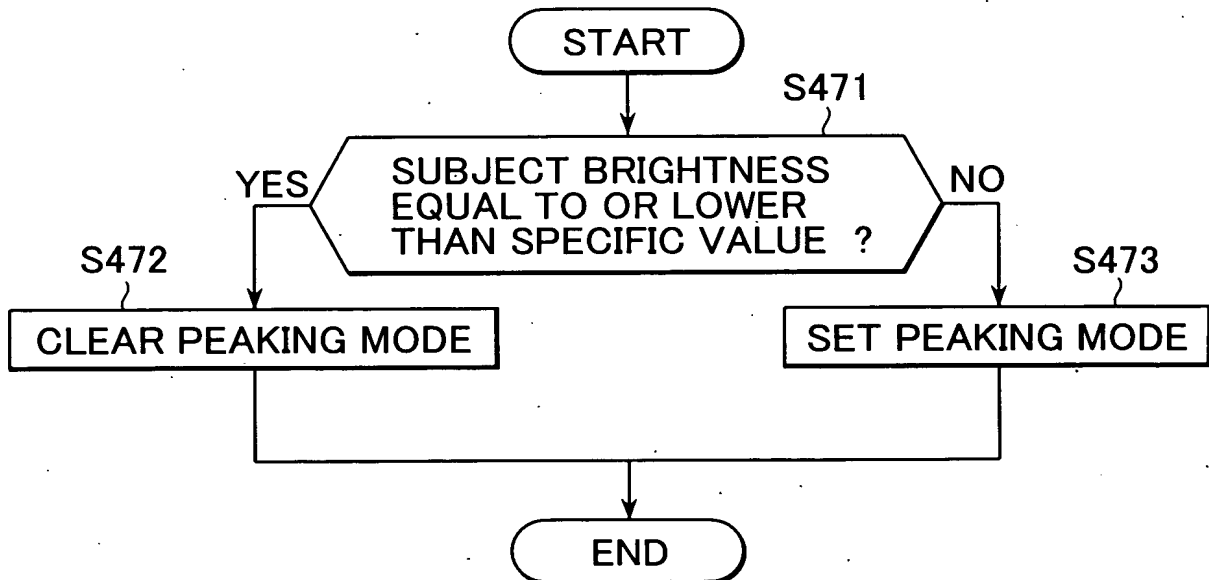 START
S471
YES
SUBJECT BRIGHTNESS
EQUAL TO OR LOWER
THAN SPECIFIC VALUE ?
NO
S472
S473
CLEAR PEAKING MODE
SET PEAKING MODE
END